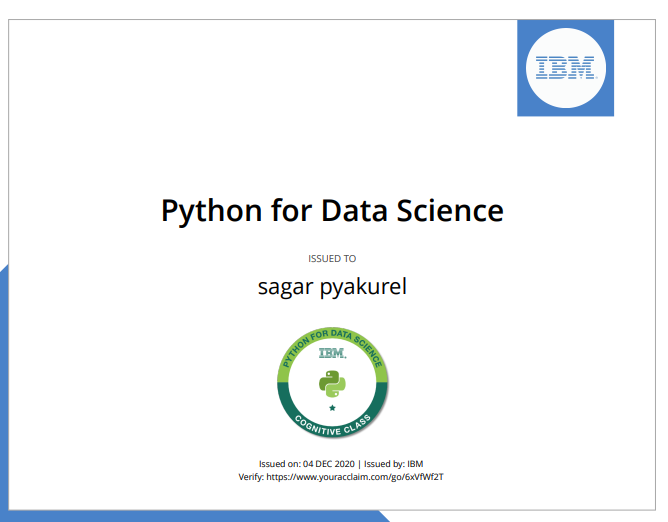 IBM
Python for Data Science
ISSUED TO
sagar pyakurel
PYTHON FOR DATA SCIENCE
IBM
COGNITIVE CLASS
Issued on: 04 DEC 2020 | Issued by: IBM
Verify: https://www.youracclaim.com/go/6xVfWf2T